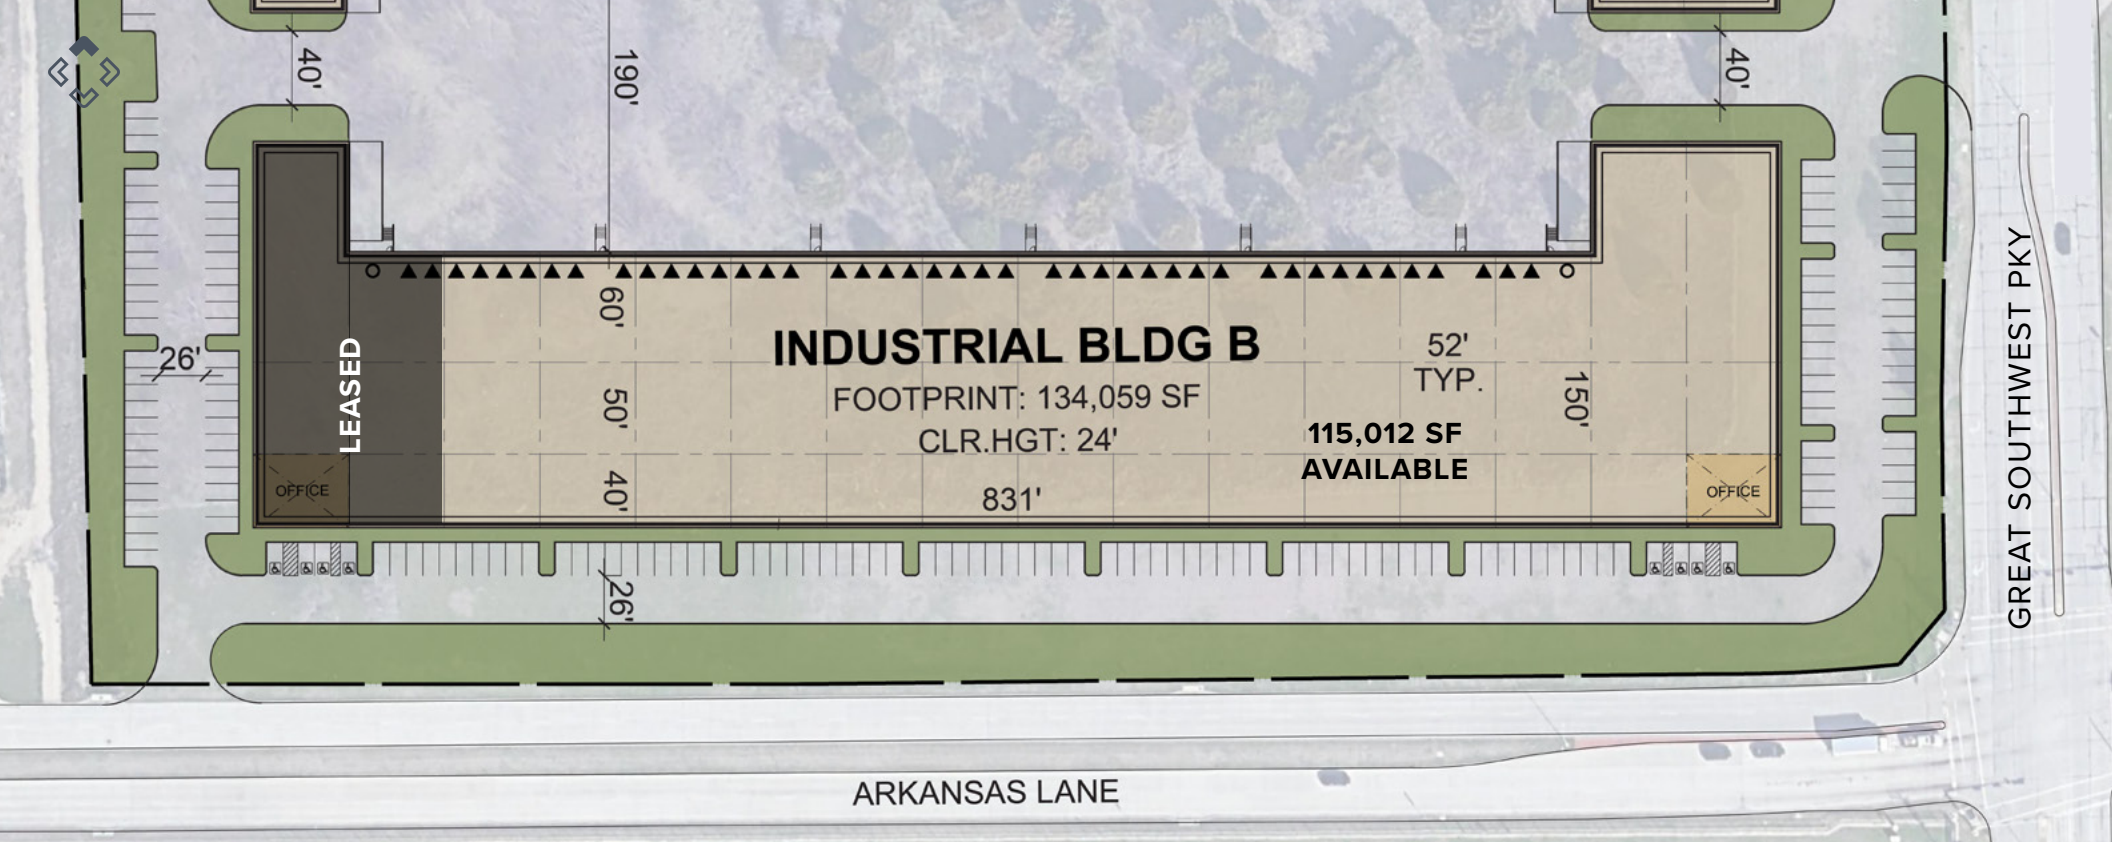 40'
190'
40'
60'
INDUSTRIAL BLDG B
52'
TYP.
26'
LEASED
50'
FOOTPRINT: 134,059 SF
150'
CLR.HGT: 24'
115,012 SF
AVAILABLE
40'
831'
OFFICE
OFFICE
26'
GREAT SOUTHWEST PKY
ARKANSAS LANE